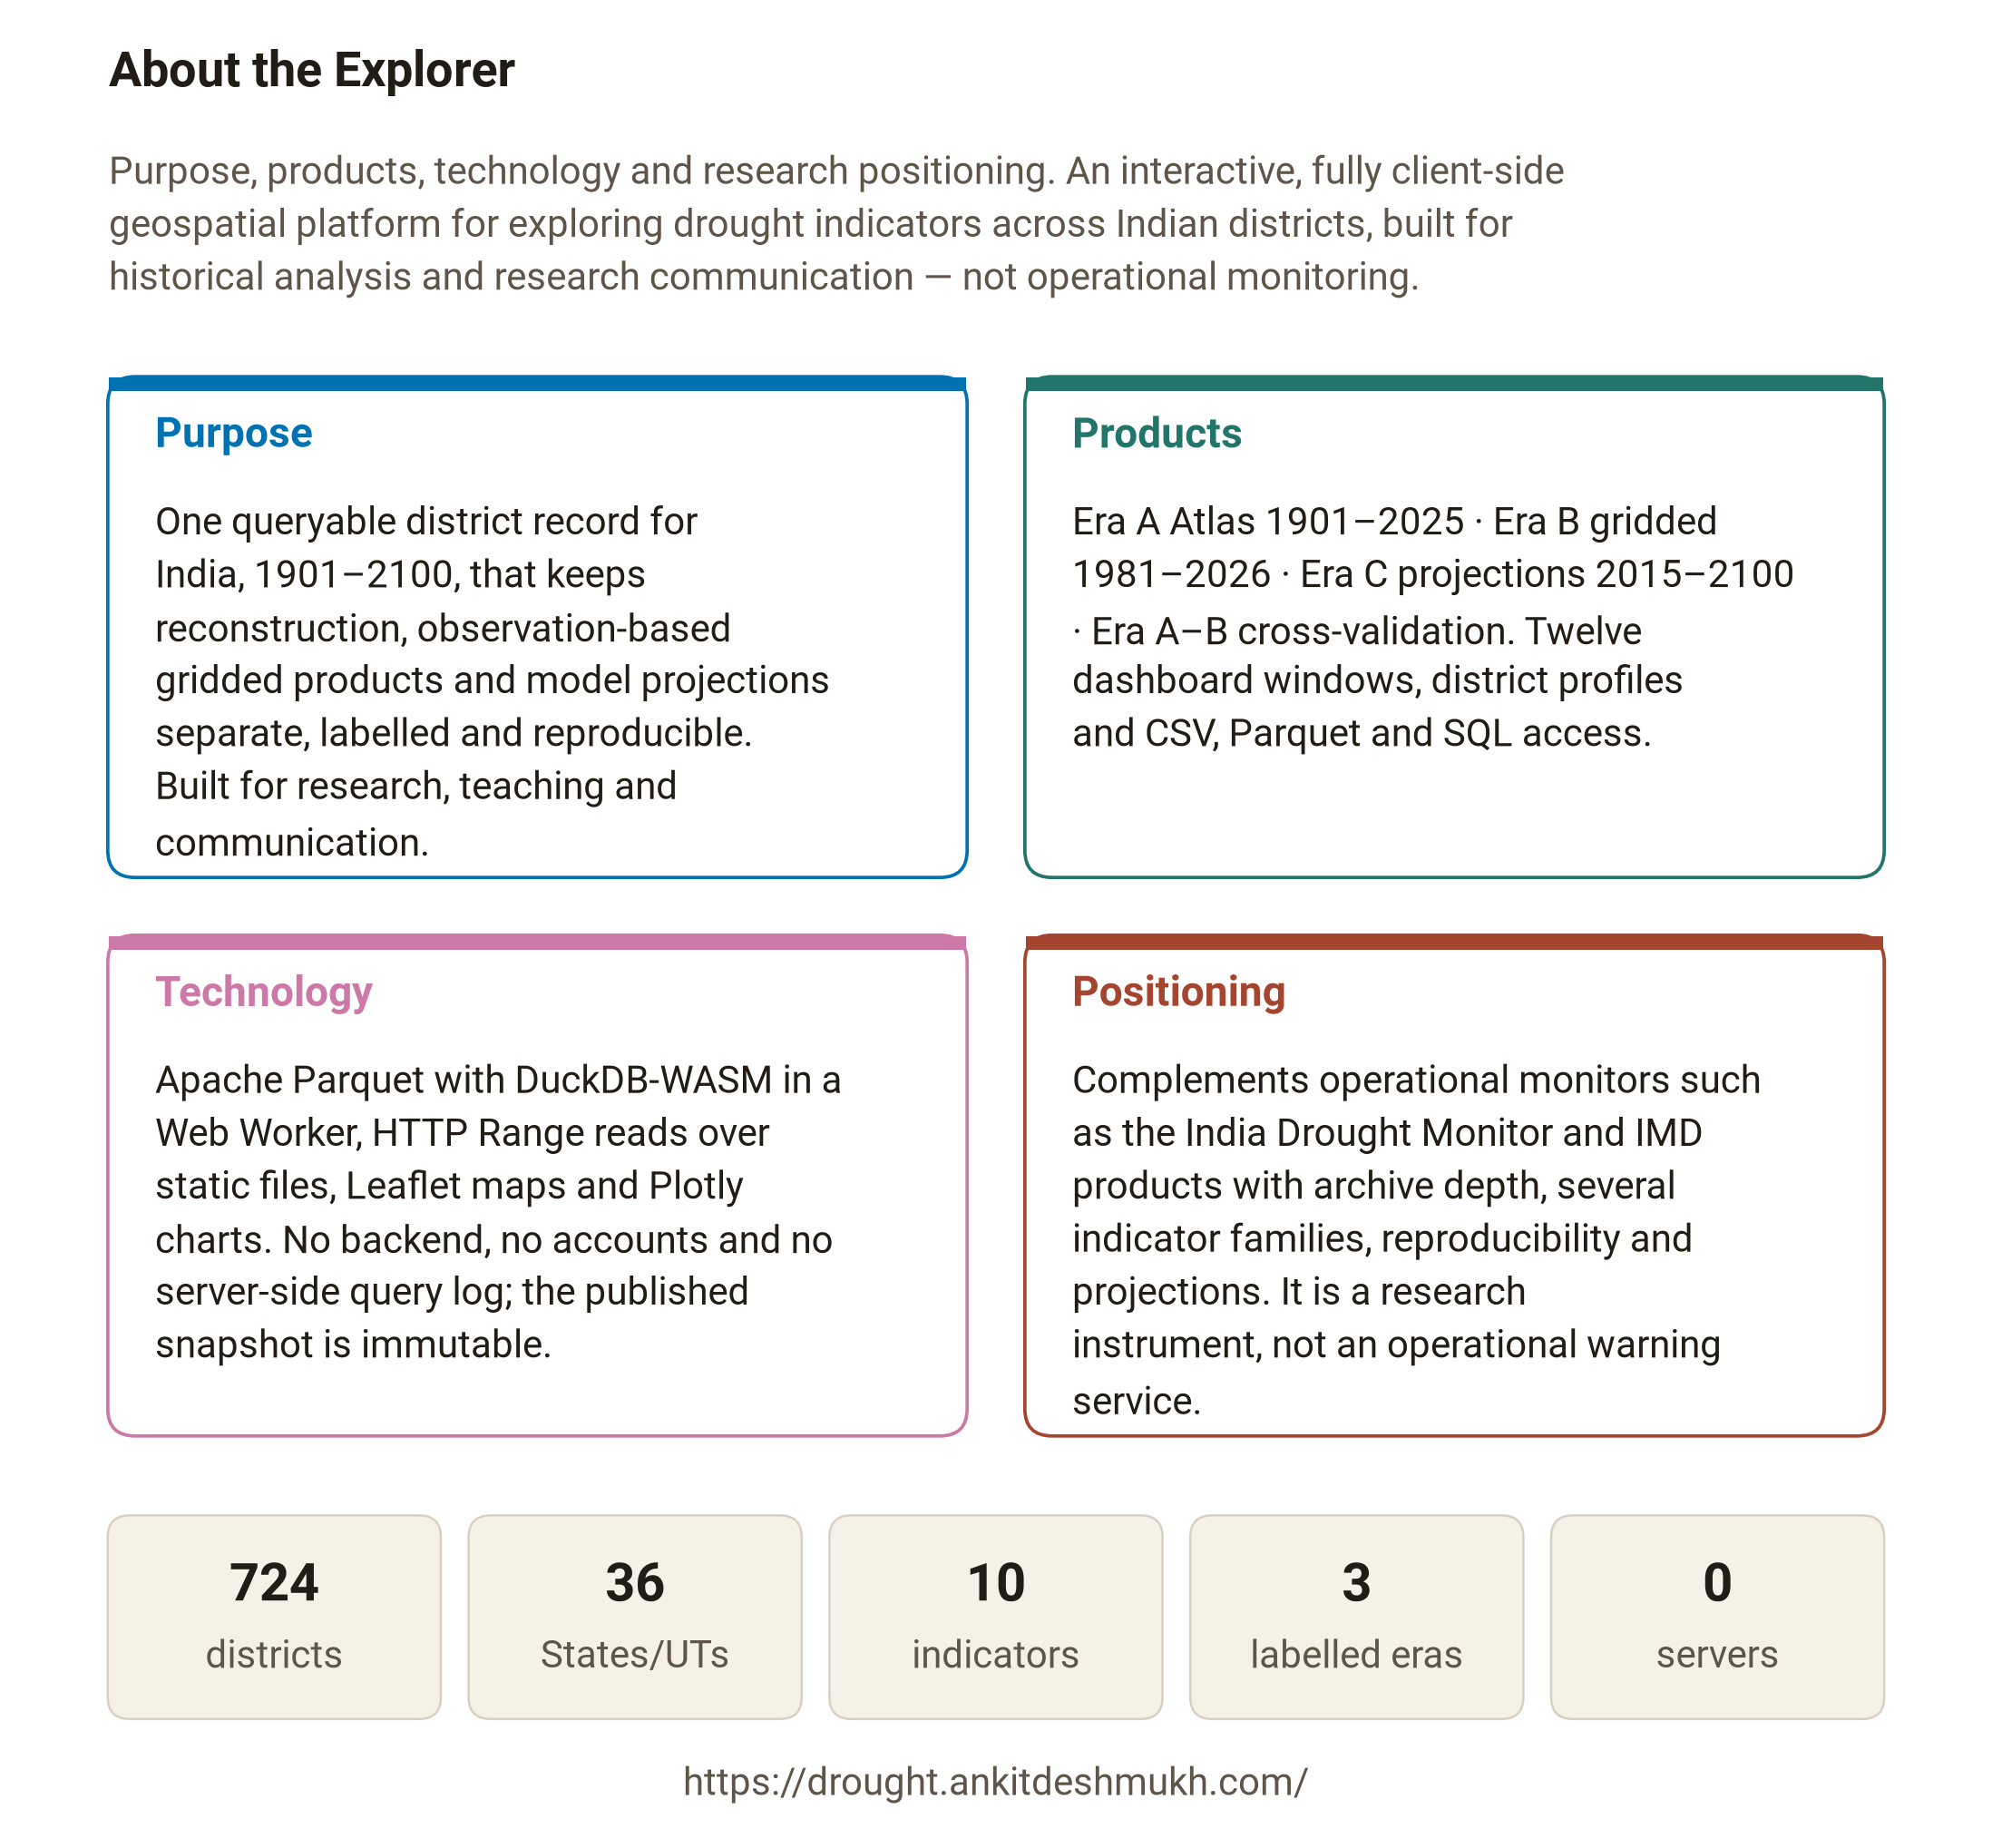 About the Explorer
Purpose, products, technology and research positioning. An interactive, fully client-side
geospatial platform for exploring drought indicators across Indian districts, built for
historical analysis and research communication — not operational monitoring.
Purpose
One queryable district record for
India, 1901–2100, that keeps
reconstruction, observation-based
gridded products and model projections
separate, labelled and reproducible.
Built for research, teaching and
communication.
Products
Era A Atlas 1901–2025 · Era B gridded
1981–2026 · Era C projections 2015–2100
· Era A–B cross-validation. Twelve
dashboard windows, district profiles
and CSV, Parquet and SQL access.
Technology
Apache Parquet with DuckDB-WASM in a
Web Worker, HTTP Range reads over
static files, Leaflet maps and Plotly
charts. No backend, no accounts and no
server-side query log; the published
snapshot is immutable.
Positioning
Complements operational monitors such
as the India Drought Monitor and IMD
products with archive depth, several
indicator families, reproducibility and
projections. It is a research
instrument, not an operational warning
service.
724
districts
36
States/UTs
10
indicators
3
labelled eras
0
servers
https://drought.ankitdeshmukh.com/